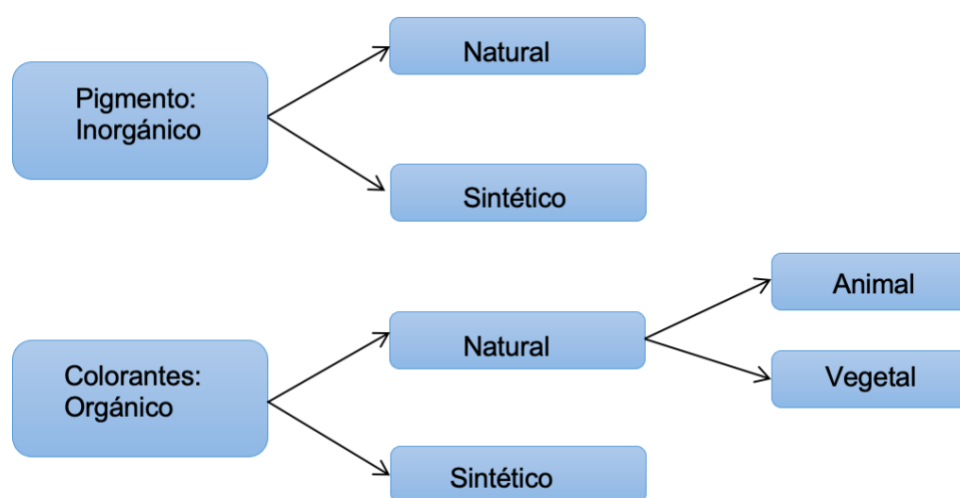 Natural
Pigmento:
Inorgánico
Sintético
Animal
Natural
Vegetal
Colorantes:
Orgánico
Sintético